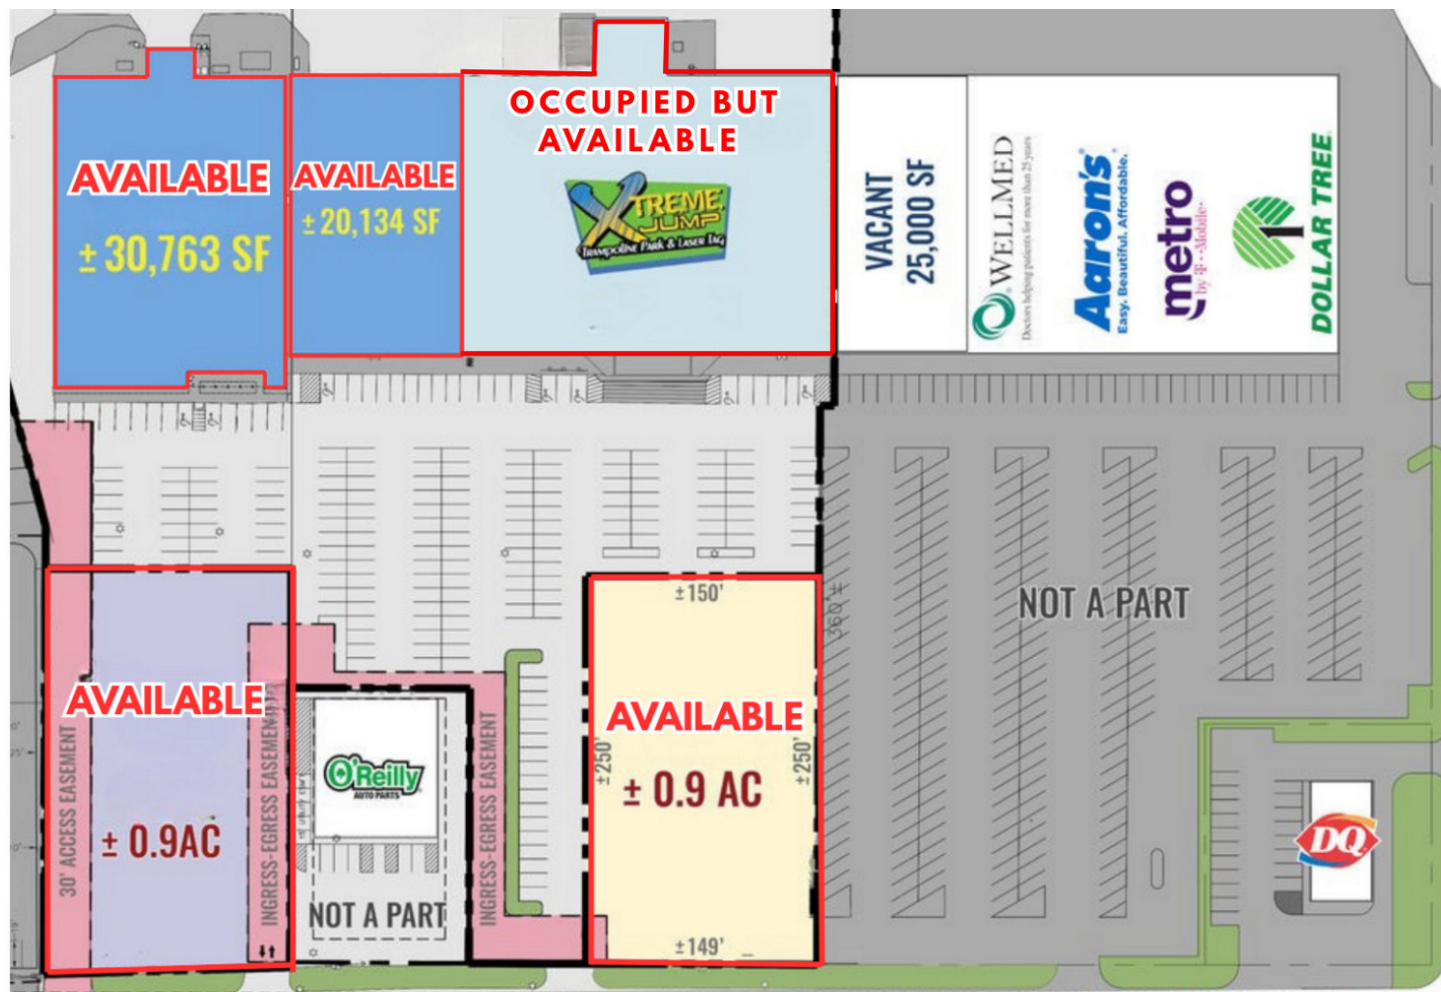 OCCUPIED BUT
AVAILABLE
AVAILABLE
± 30,763 SF
AVAILABLE
± 20,134 SF
XTREME
JUMP
TRAMPOLINE PARK & LASER TAG
VACANT
25,000 SF
WELLMED
Doctors helping patients for more than 25 years
Aaron's
Easy. Beautiful. Affordable.
metro
by T-Mobile
DOLLAR TREE
±150'
360'±
NOT A PART
AVAILABLE
± 0.9AC
30' ACCESS EASEMENT
INGRESS-EGRESS EASEMENT
O'Reilly
AUTO PARTS
NOT A PART
INGRESS-EGRESS EASEMENT
AVAILABLE
±250'
± 0.9 AC
±250'
±149'
DQ